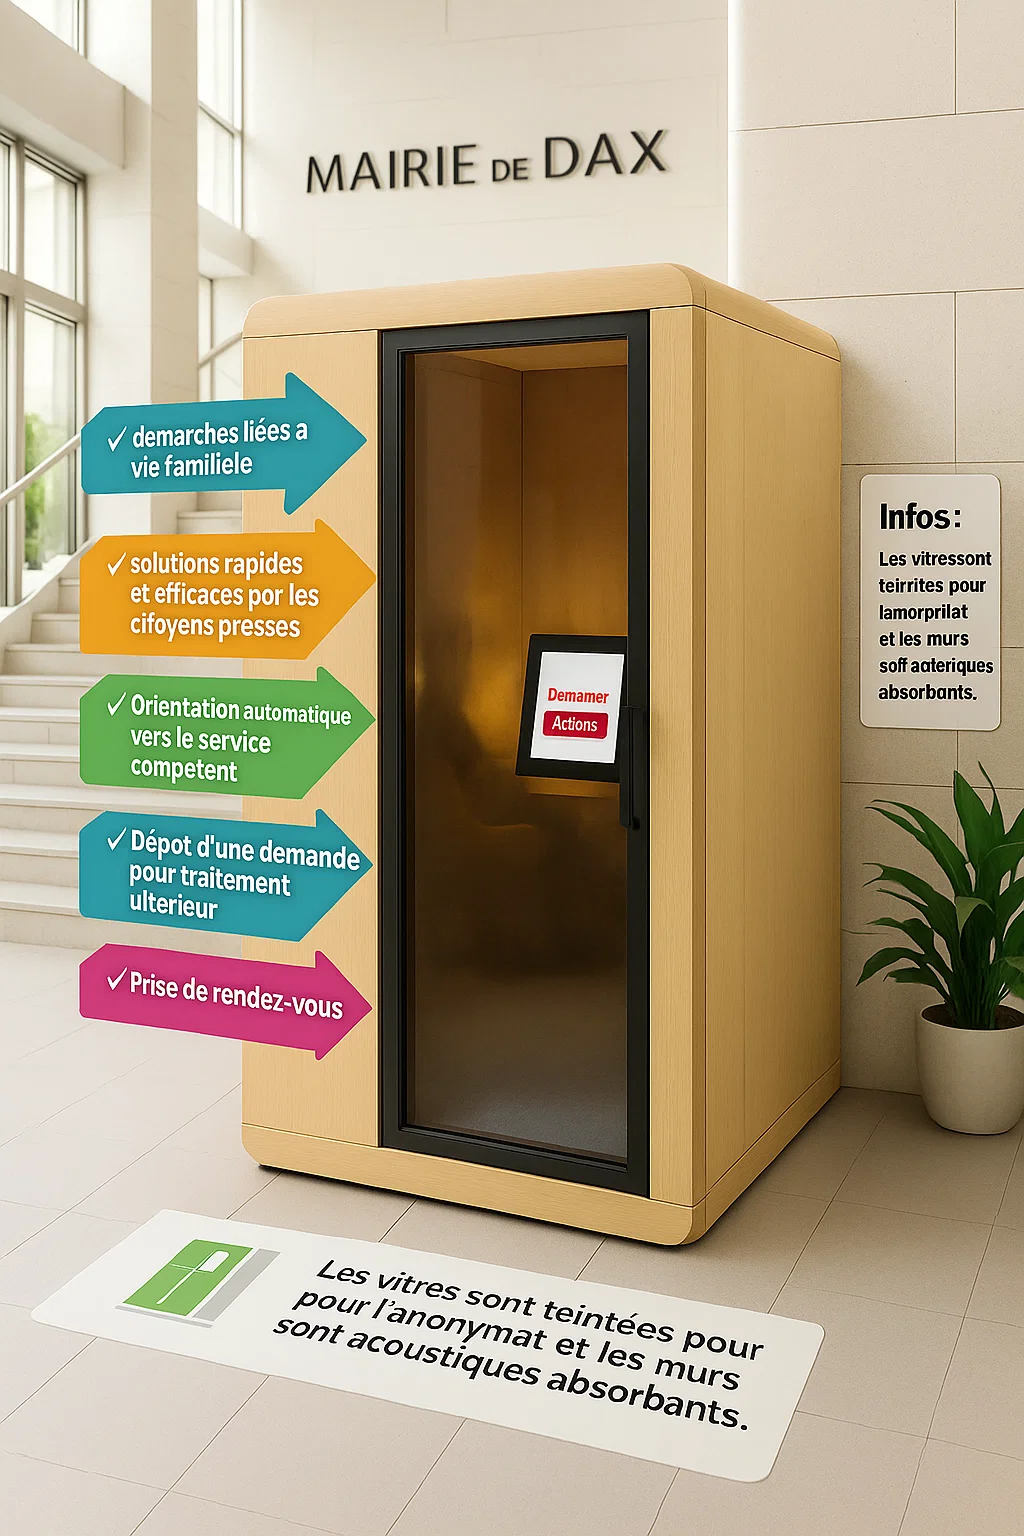 MAIRIE DE DAX
✓ demarches liées a
vie familiele
✓ solutions rapides
et efficaces por les
cifoyens presses
✓ Orientation automatique
vers le service
competent
✓ Dépot d'une demande
pour traitement
ulterieur
✓ Prise de rendez-vous
Demamer
Actions
Infos:
Les vitressont
teirrites pour
lamorprilat
et les murs
soff aateriques
absorbants.
Les vitres sont teintées pour
pour l'anonymat et les murs
sont acoustiques absorbants.